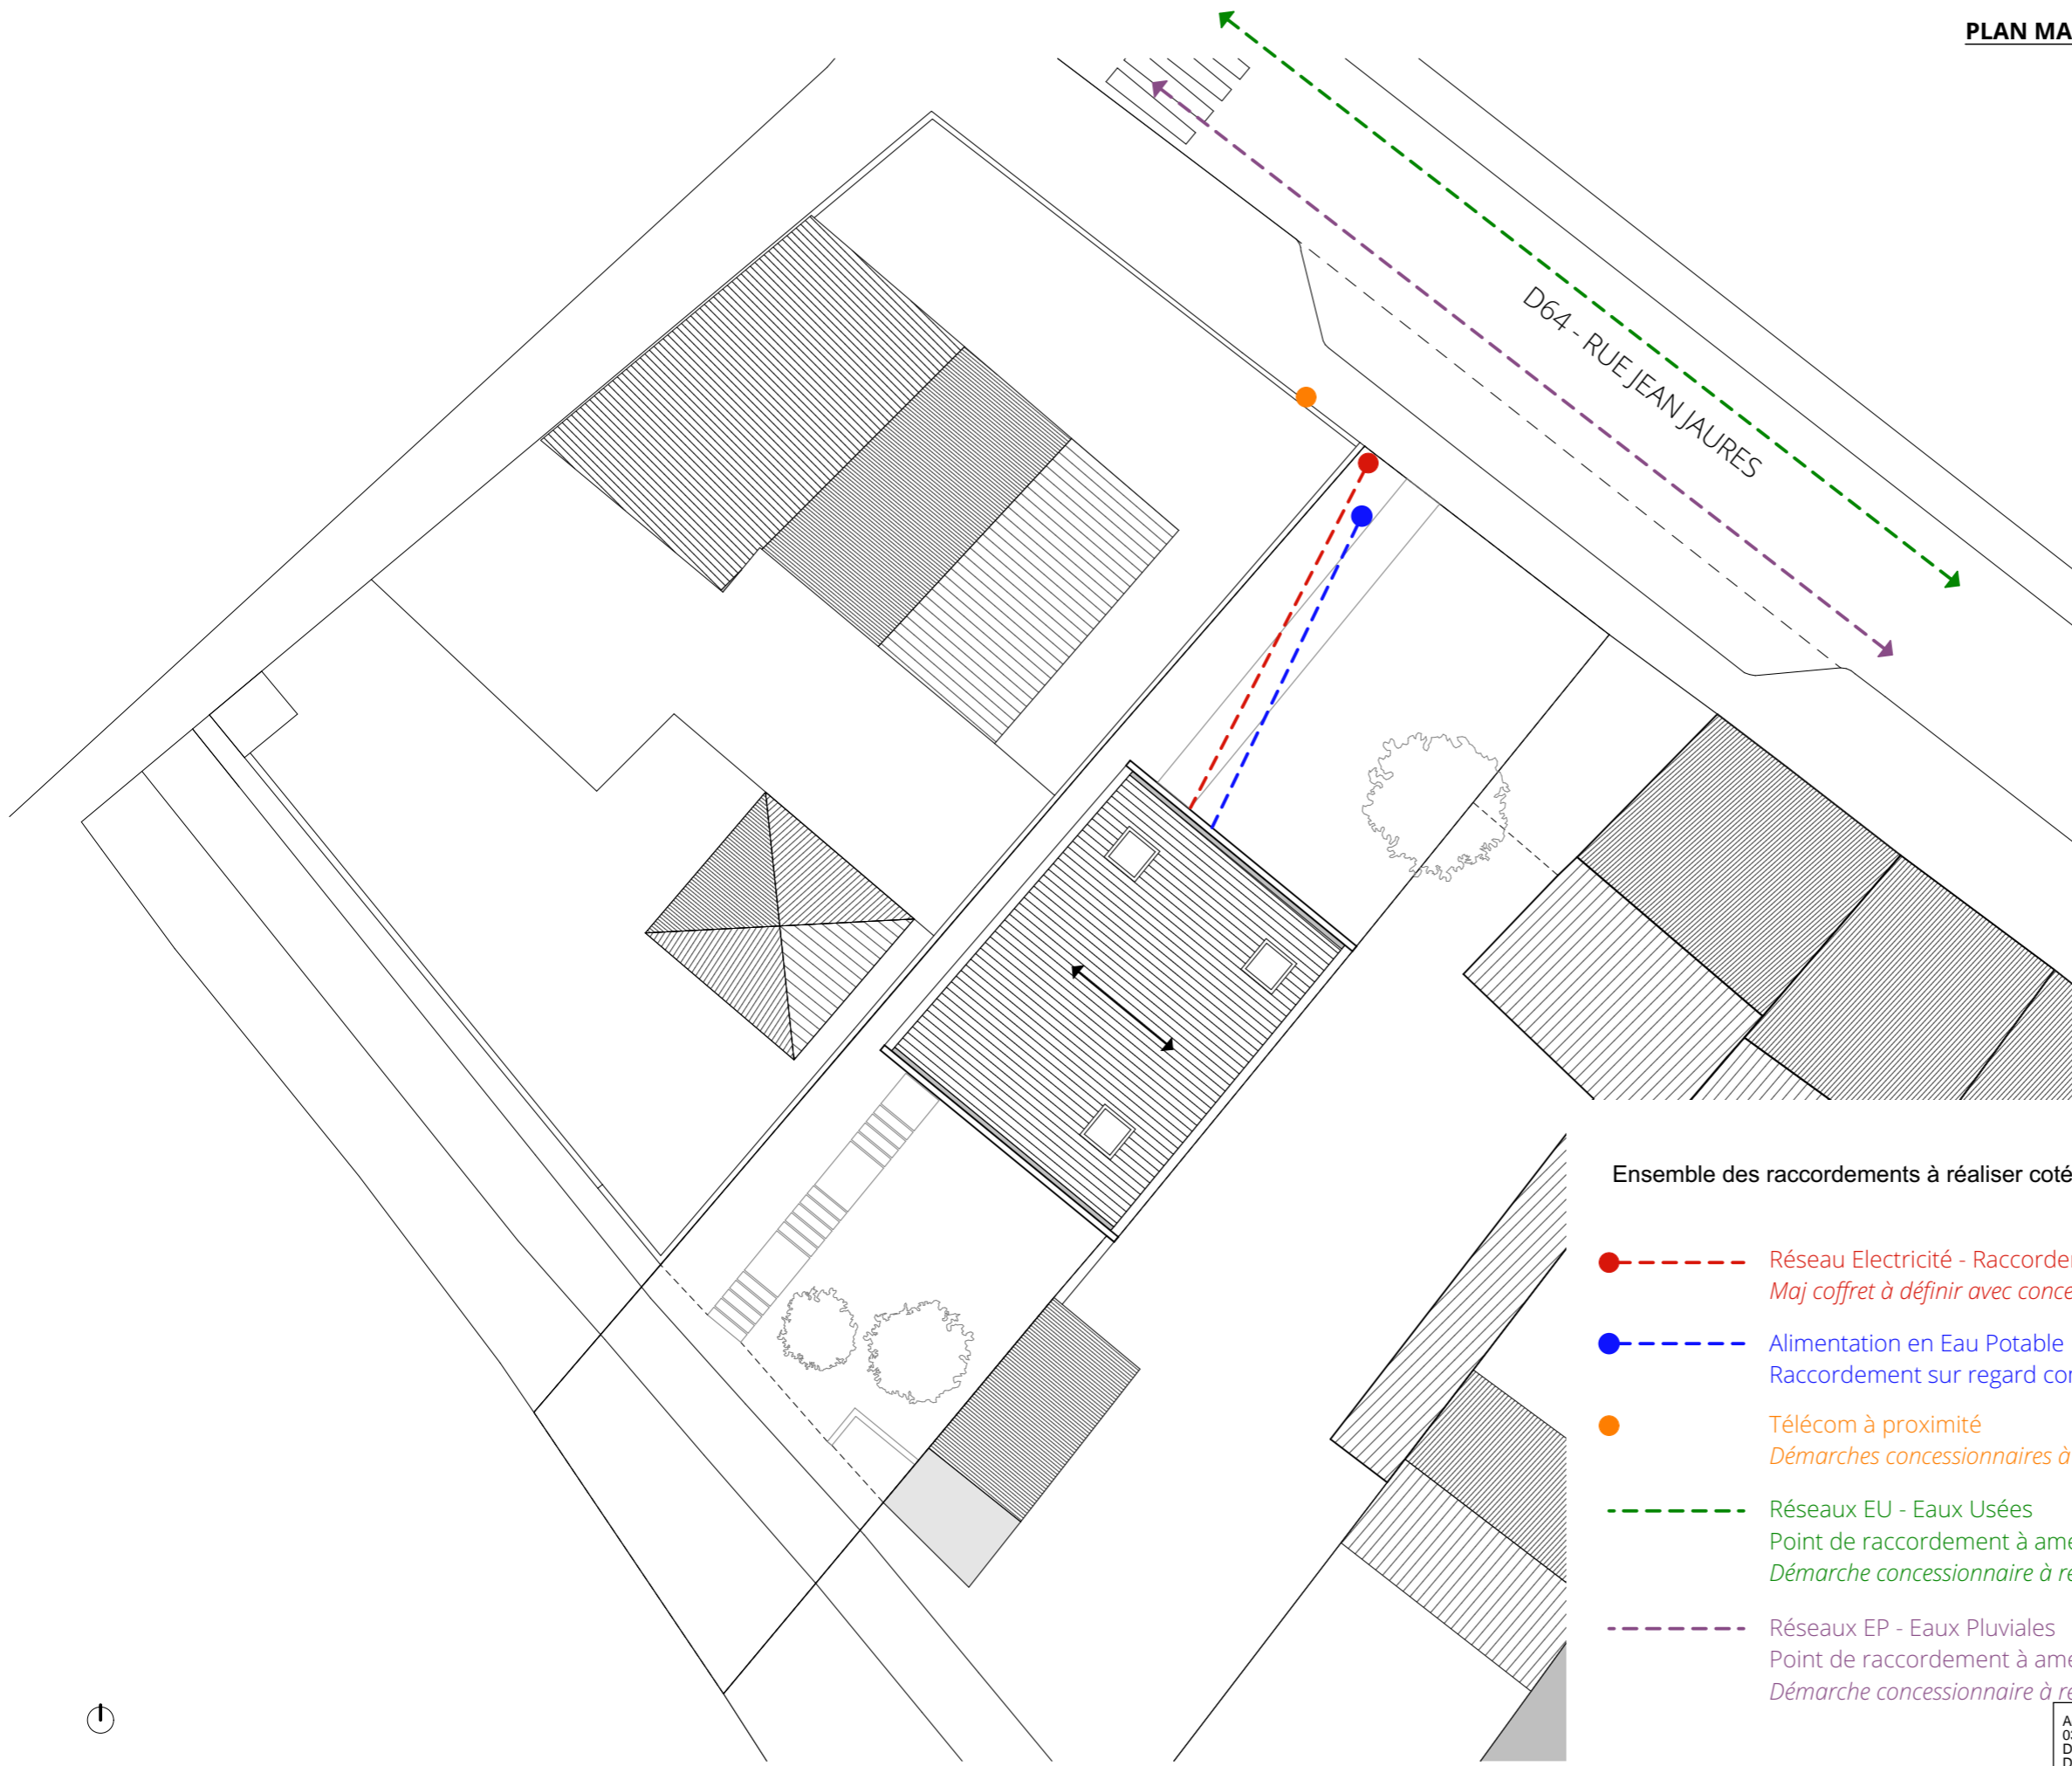 PLAN MA
D64 - RUE JEAN JAURES
Ensemble des raccordements à réaliser coté
Réseau Electricité - Raccorde
Maj coffret à définir avec conce
Alimentation en Eau Potable
Raccordement sur regard co
Télécom à proximité
Démarches concessionnaires à
Réseaux EU - Eaux Usées
Point de raccordement à am
Démarche concessionnaire à r
Réseaux EP - Eaux Pluviales
Point de raccordement à am
Démarche concessionnaire à r
A
03
D
D